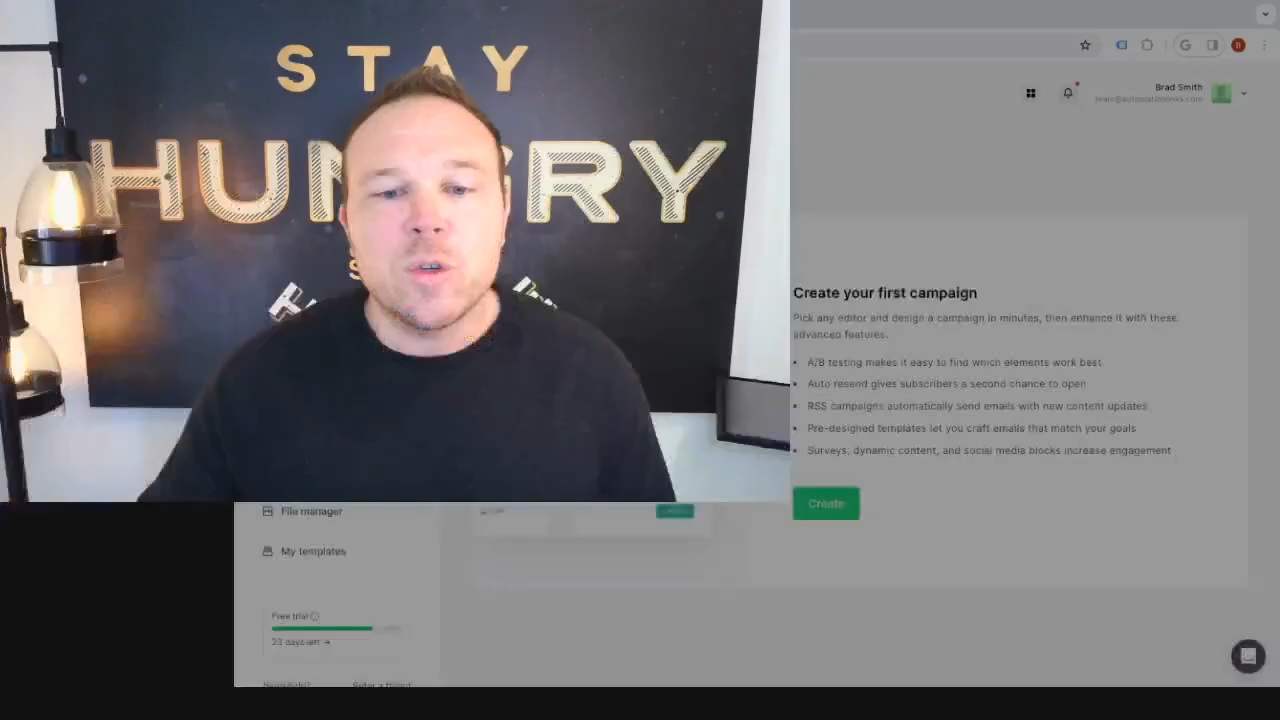 STAY
HUNGRY
Brad Smith
Create your first campaign
Pick any editor and design a campaign in minutes, then enhance it with these
advanced features.
• A/B testing makes it easy to find which elements work best
• Auto resend gives subscribers a second chance to open
• RSS campaigns automatically send emails with new content updates
• Pre-designed templates let you craft emails that match your goals
• Surveys, dynamic content, and social media blocks increase engagement
Create
File manager
My templates
Free trial
23 days left →